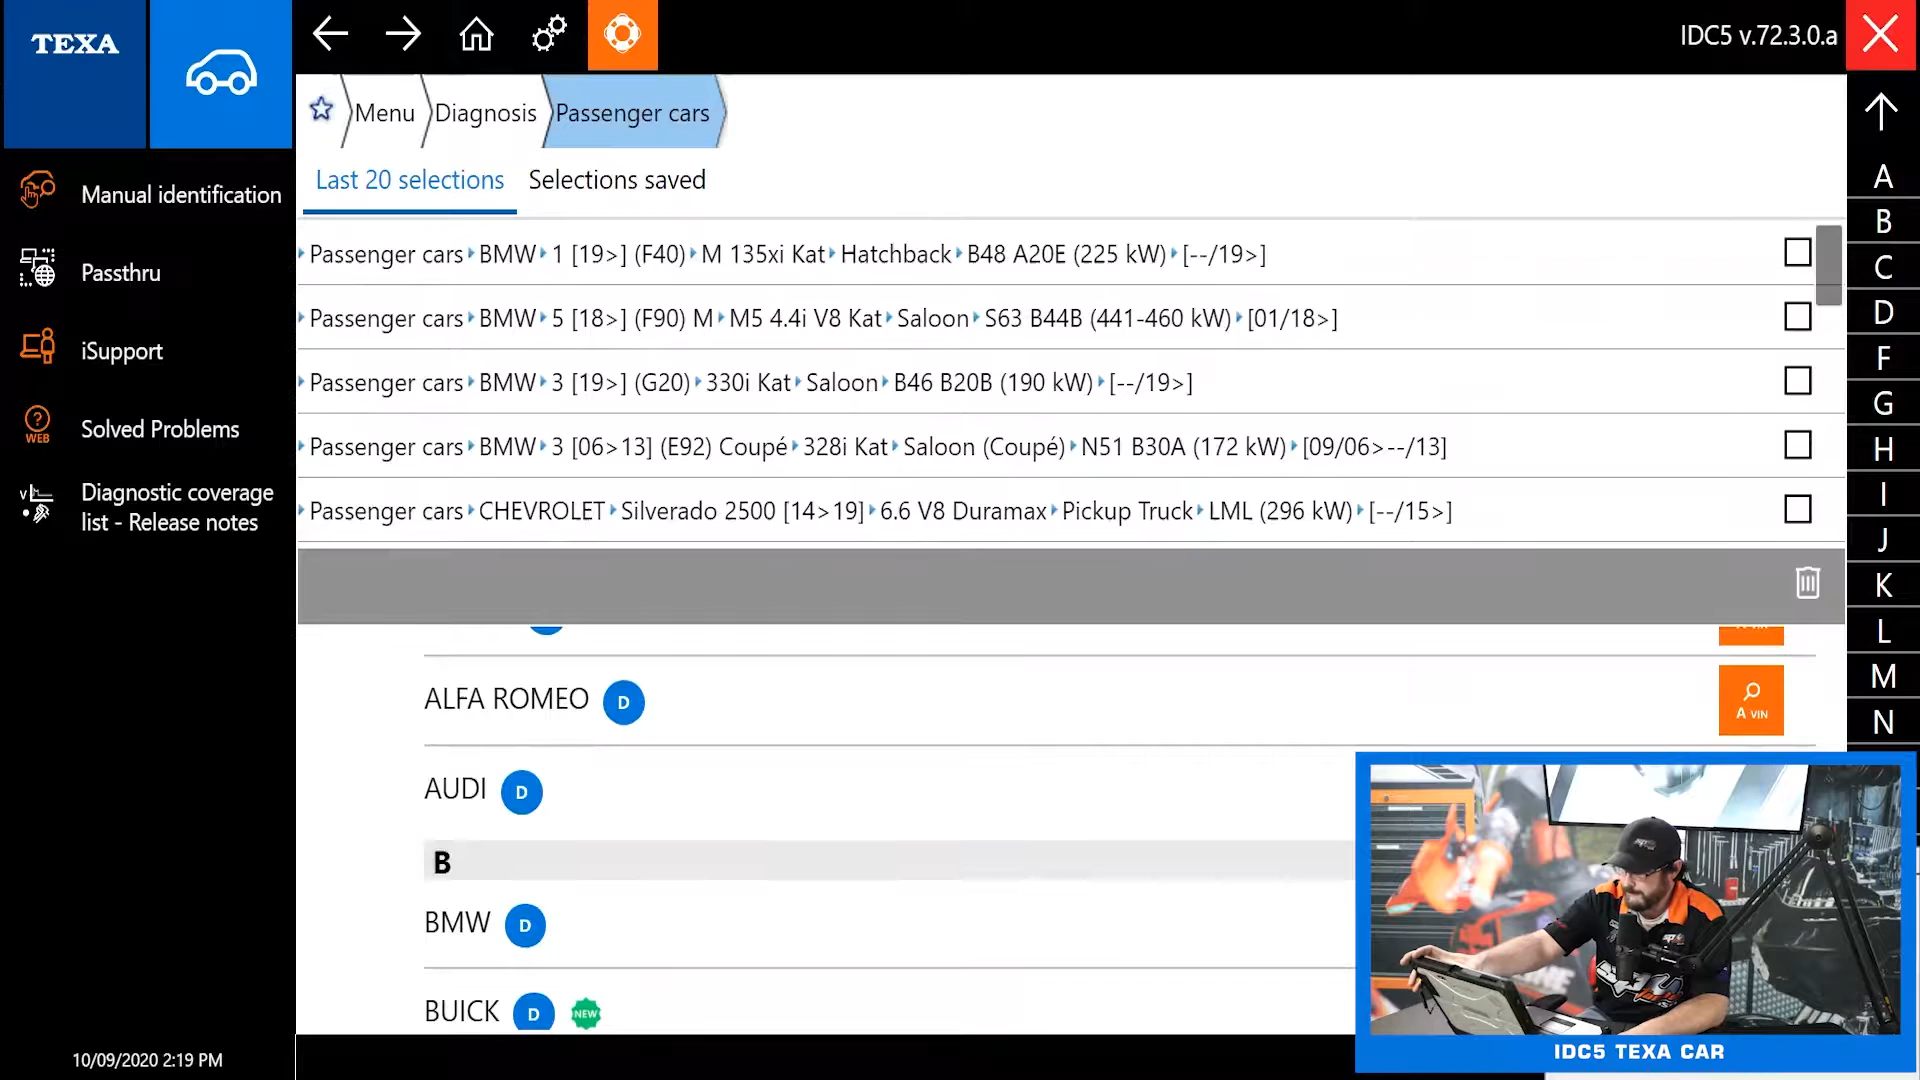 TEXA
IDC5 v.72.3.0.a
Menu
Diagnosis
Passenger cars
Last 20 selections
Selections saved
Manual identification
Passthru
iSupport
WEB
Solved Problems
V
Diagnostic coverage
list - Release notes
Passenger cars BMW 1 [19>] (F40) M 135xi Kat Hatchback B48 A20E (225 kW) [--/19>]
Passenger cars BMW 5 [18>] (F90) M M5 4.4i V8 Kat Saloon S63 B44B (441-460 kW) [01/18>]
Passenger cars BMW 3 [19>] (G20) 330i Kat Saloon B46 B20B (190 kW) [--/19>]
Passenger cars BMW 3 [06>13] (E92) Coupé 328i Kat Saloon (Coupé) N51 B30A (172 kW) [09/06>--/13]
Passenger cars CHEVROLET Silverado 2500 [14>19] 6.6 V8 Duramax Pickup Truck LML (296 kW) [--/15>]
ALFA ROMEO D
A VIN
AUDI D
B
BMW D
BUICK D NEW
A
B
C
D
F
G
H
I
J
K
L
M
N
10/09/2020 2:19 PM
IDC5 TEXA CAR